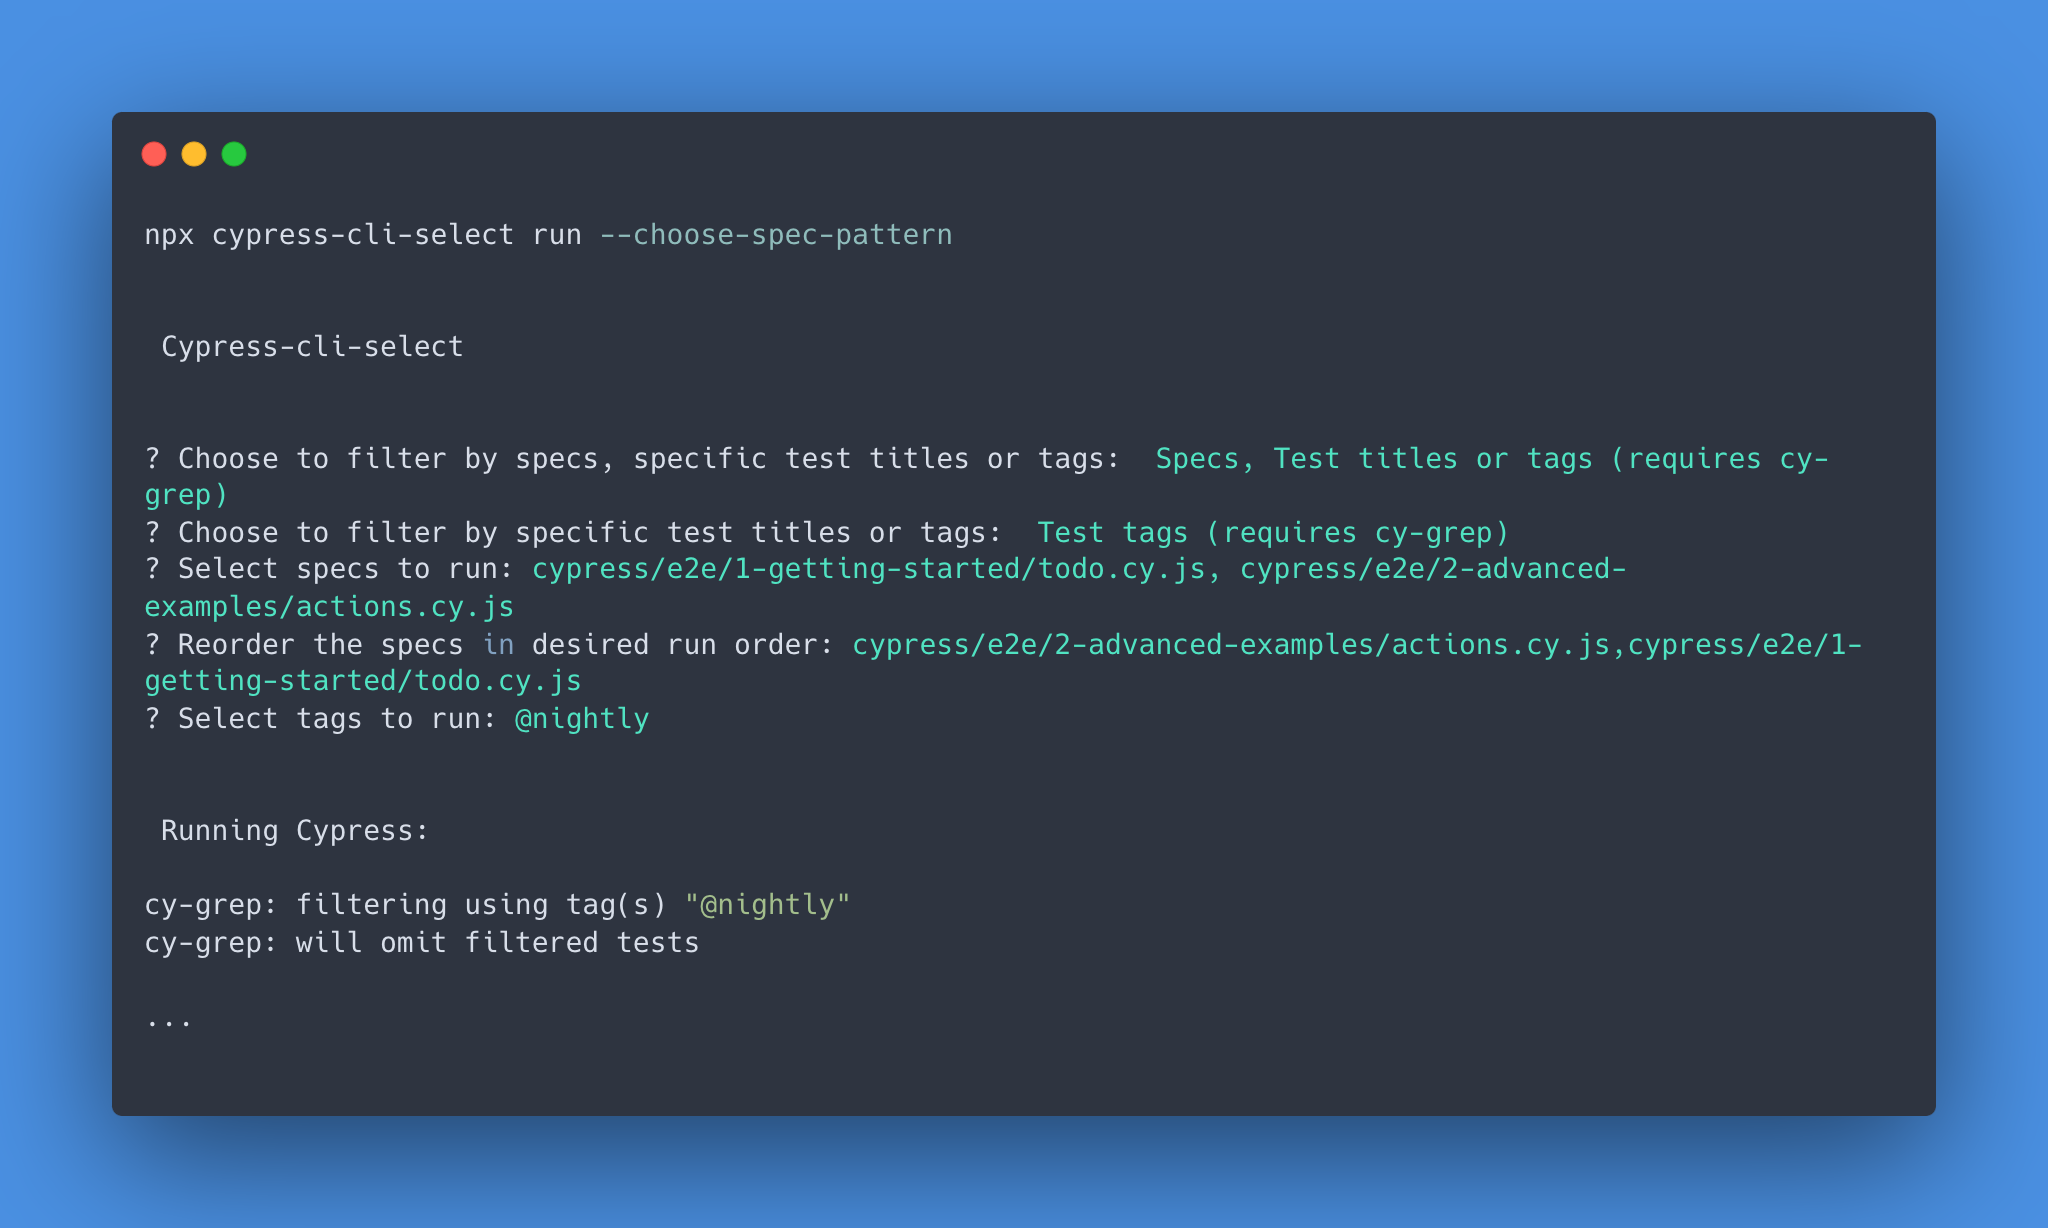 npx cypress-cli-select run --choose-spec-pattern
Cypress-cli-select
? Choose to filter by specs, specific test titles or tags:  Specs, Test titles or tags (requires cy-
grep)
? Choose to filter by specific test titles or tags:  Test tags (requires cy-grep)
? Select specs to run: cypress/e2e/1-getting-started/todo.cy.js, cypress/e2e/2-advanced-
examples/actions.cy.js
? Reorder the specs in desired run order: cypress/e2e/2-advanced-examples/actions.cy.js,cypress/e2e/1-
getting-started/todo.cy.js
? Select tags to run: @nightly
Running Cypress:
cy-grep: filtering using tag(s) "@nightly"
cy-grep: will omit filtered tests
...